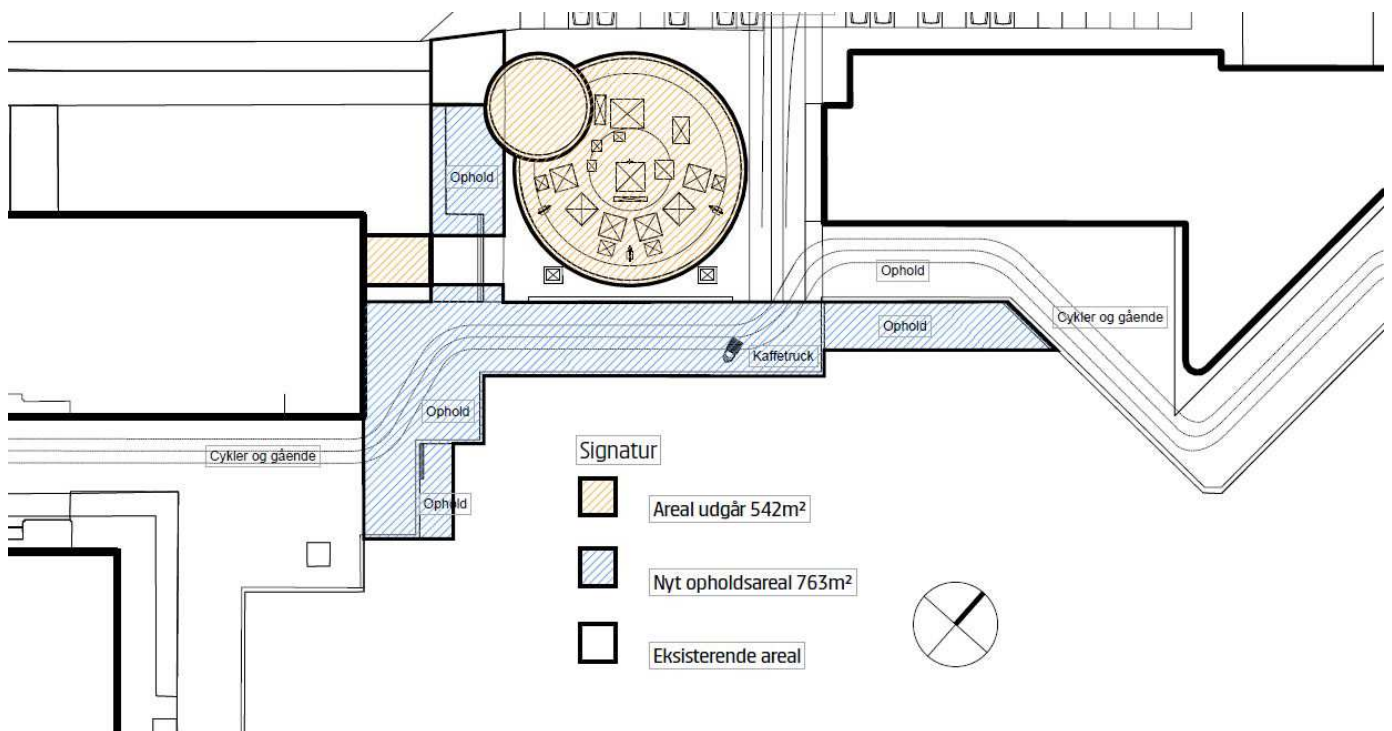 Ophold
Ophold
Cykler og gående
Ophold
Kaffetruck
Ophold
Cykler og gående
Ophold
Signatur
Areal udgår 542m²
Nyt opholdsareal 763m²
Eksisterende areal